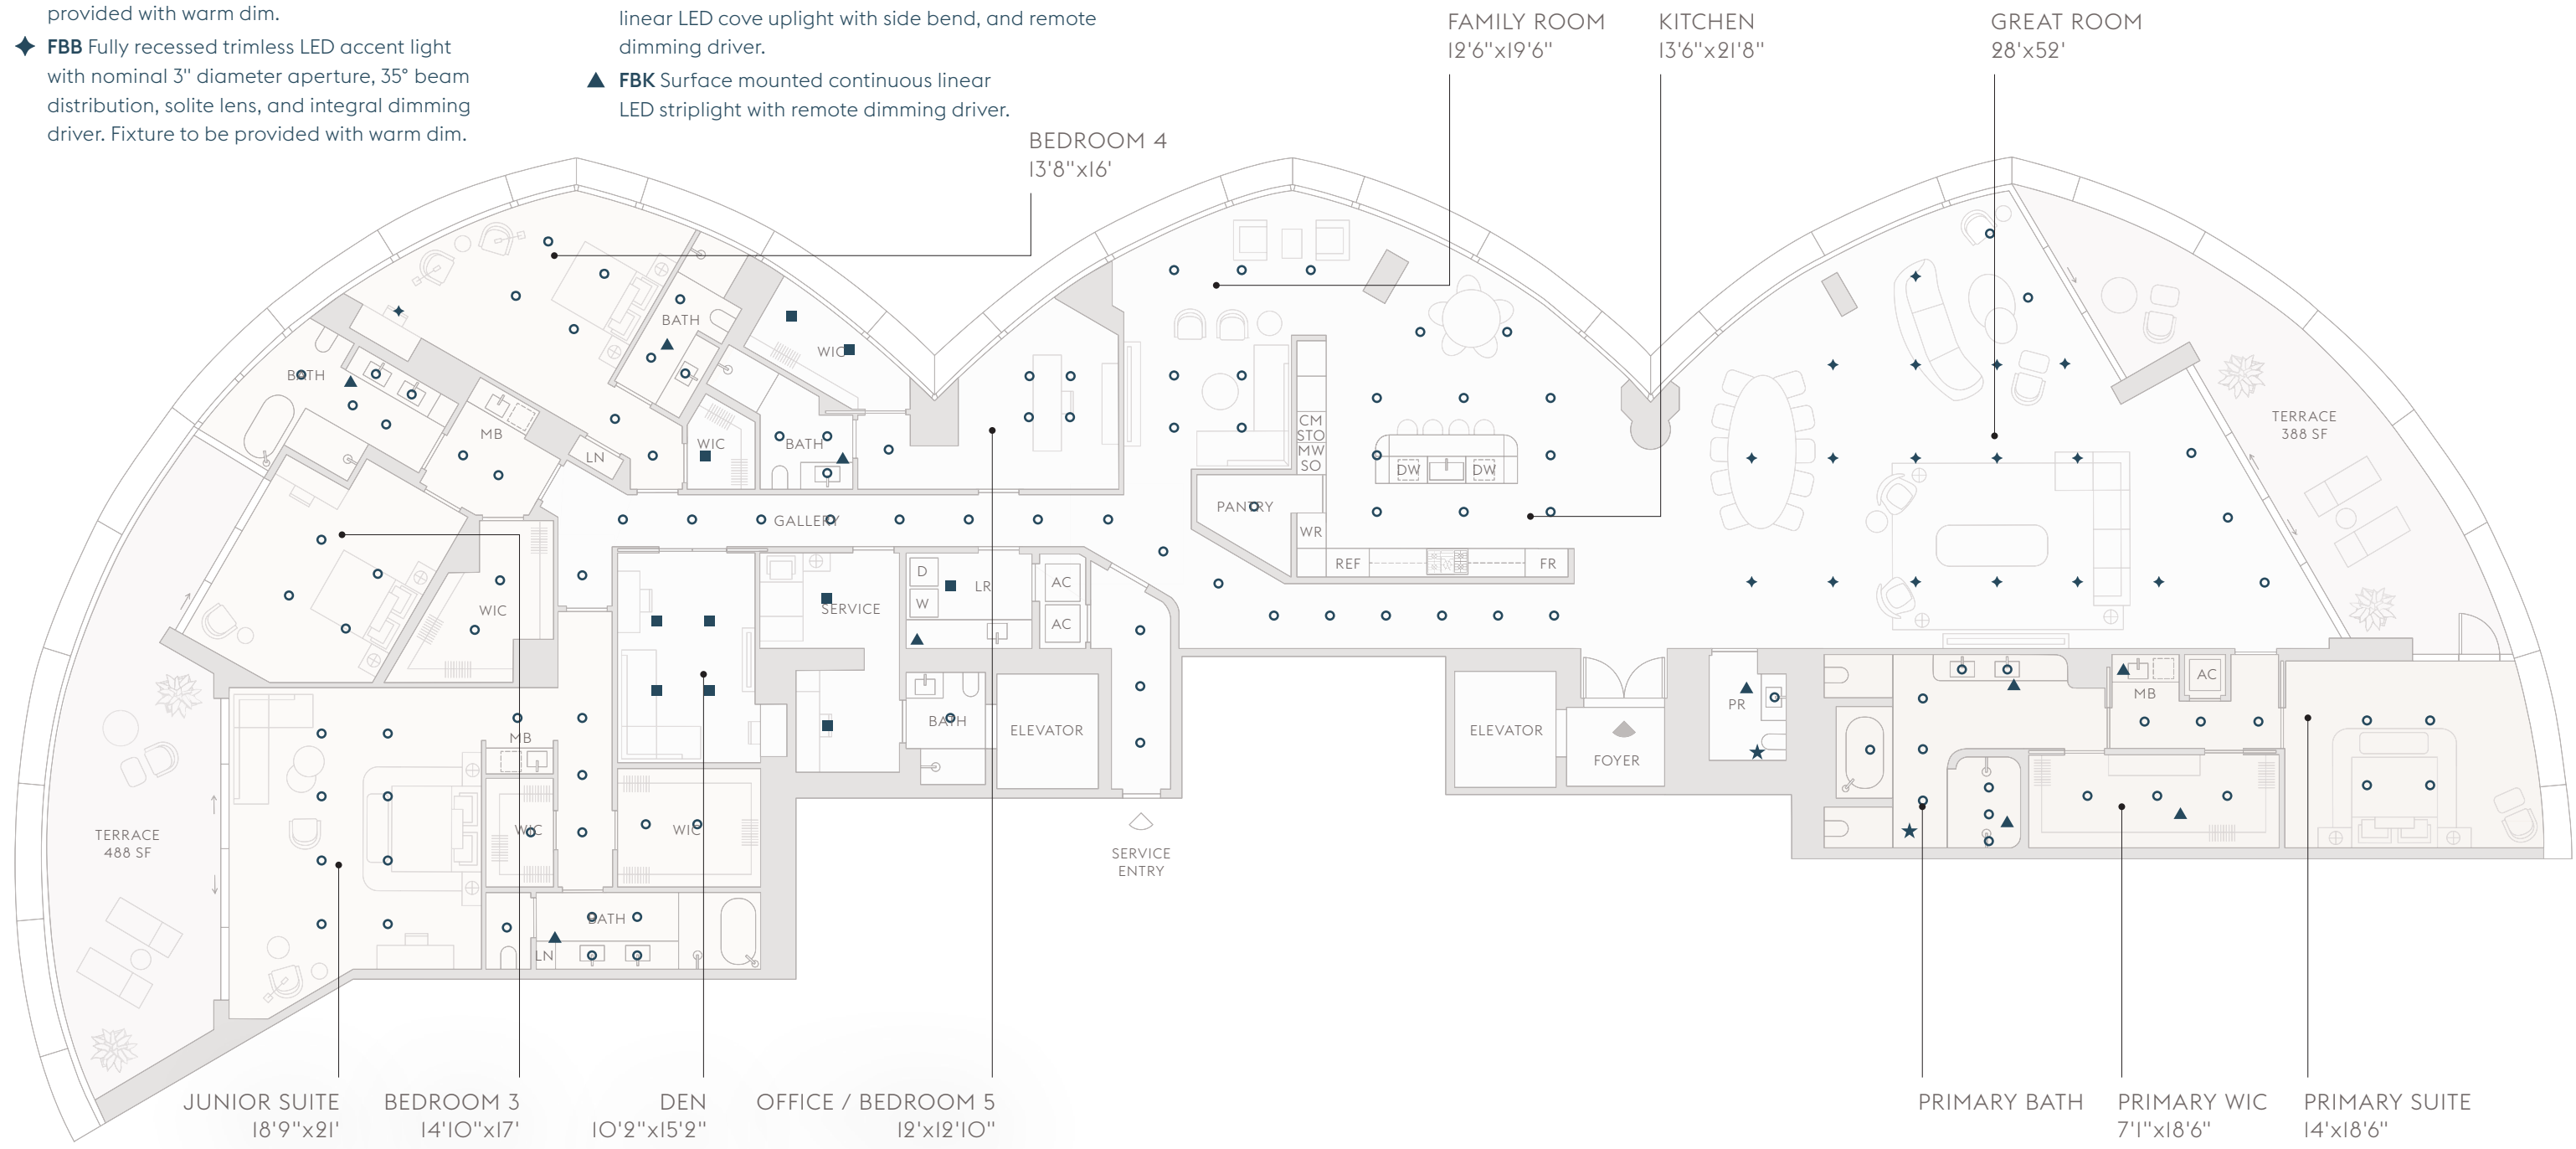 provided with warm dim.
FBB Fully recessed trimless LED accent light
with nominal 3" diameter aperture, 35° beam
distribution, solite lens, and integral dimming
driver. Fixture to be provided with warm dim.
linear LED cove uplight with side bend, and remote
dimming driver.
FBK Surface mounted continuous linear
LED striplight with remote dimming driver.
BEDROOM 4
13'8"x16'
FAMILY ROOM
12'6"x19'6"
KITCHEN
13'6"x21'8"
GREAT ROOM
28'x52'
BATH
WIC
BATH
MB
LN
WIC
BATH
GALLERY
CM
STO
MW
SO
DW
DW
PANTRY
WR
REF
FR
TERRACE
388 SF
WIC
D
W
LR
AC
AC
SERVICE
BATH
ELEVATOR
MB
WIC
WIC
BATH
LN
TERRACE
488 SF
SERVICE
ENTRY
ELEVATOR
FOYER
PR
MB
AC
JUNIOR SUITE
18'9"x21'
BEDROOM 3
14'10"x17'
DEN
10'2"x15'2"
OFFICE / BEDROOM 5
12'x12'10"
PRIMARY BATH
PRIMARY WIC
7'1"x18'6"
PRIMARY SUITE
14'x18'6"